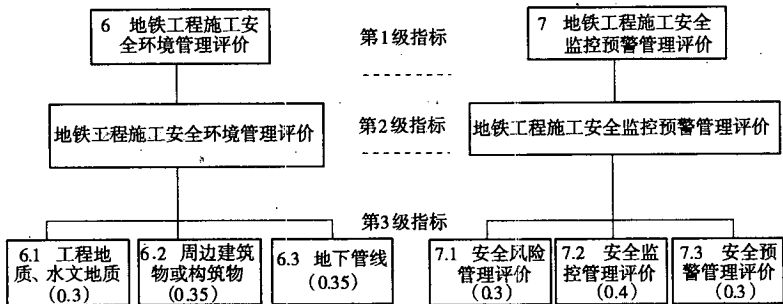 6 地铁工程施工安
全环境管理评价
第1级指标
7 地铁工程施工安全
监控预警管理评价
地铁工程施工安全环境管理评价
第2级指标
地铁工程施工安全监控预警管理评价
第3级指标
6.1 工程地
质、水文地质
(0.3)
6.2 周边建筑
物或构筑物
(0.35)
6.3 地下管线
(0.35)
7.1 安全风险
管理评价
(0.3)
7.2 安全监
控管理评价
(0.4)
7.3 安全预
警管理评价
(0.3)